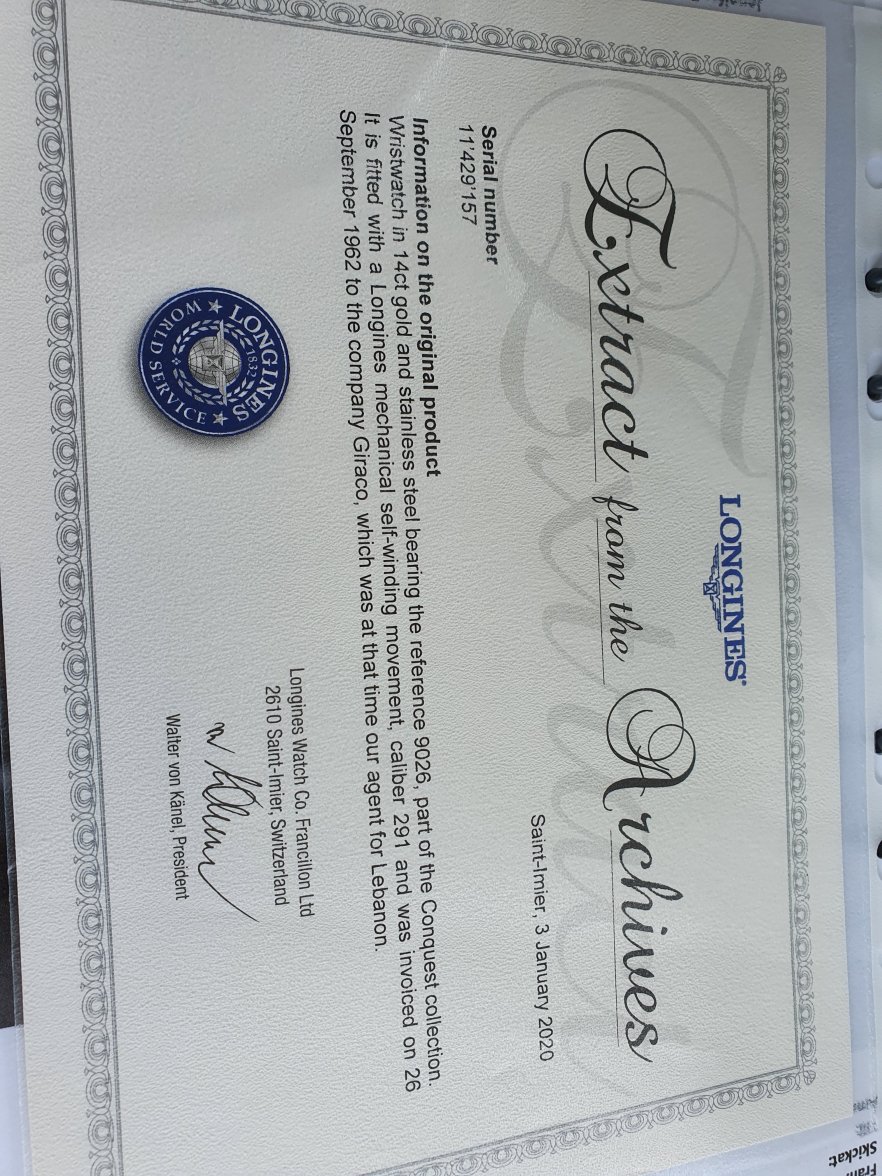 LONGINES®
Extract from the Archives
Saint-Imier, 3 January 2020
Serial number
11'429'157
Information on the original product
Wristwatch in 14ct gold and stainless steel bearing the reference 9026, part of the Conquest collection.
It is fitted with a Longines mechanical self-winding movement, caliber 291 and was invoiced on 26
September 1962 to the company Giraco, which was at that time our agent for Lebanon.
LONGINES
1832
WORLD SERVICE
Longines Watch Co. Francillon Ltd
2610 Saint-Imier, Switzerland
Walter von Känel, President
Skickat: